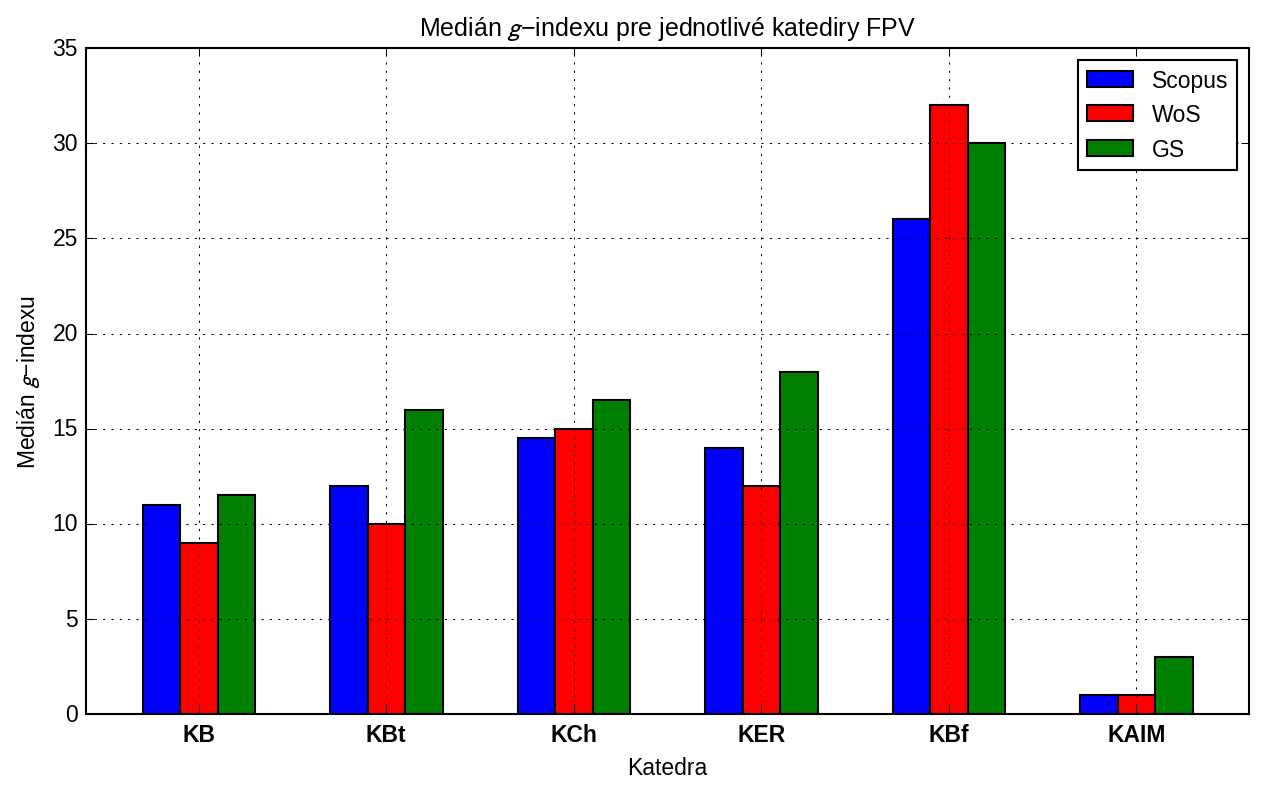 Medián g−indexu pre jednotlivé katediry FPV
35
30
25
20
15
10
5
0
Medián g−indexu
Scopus
WoS
GS
KB KBt KCh KER KBf KAIM
Katedra